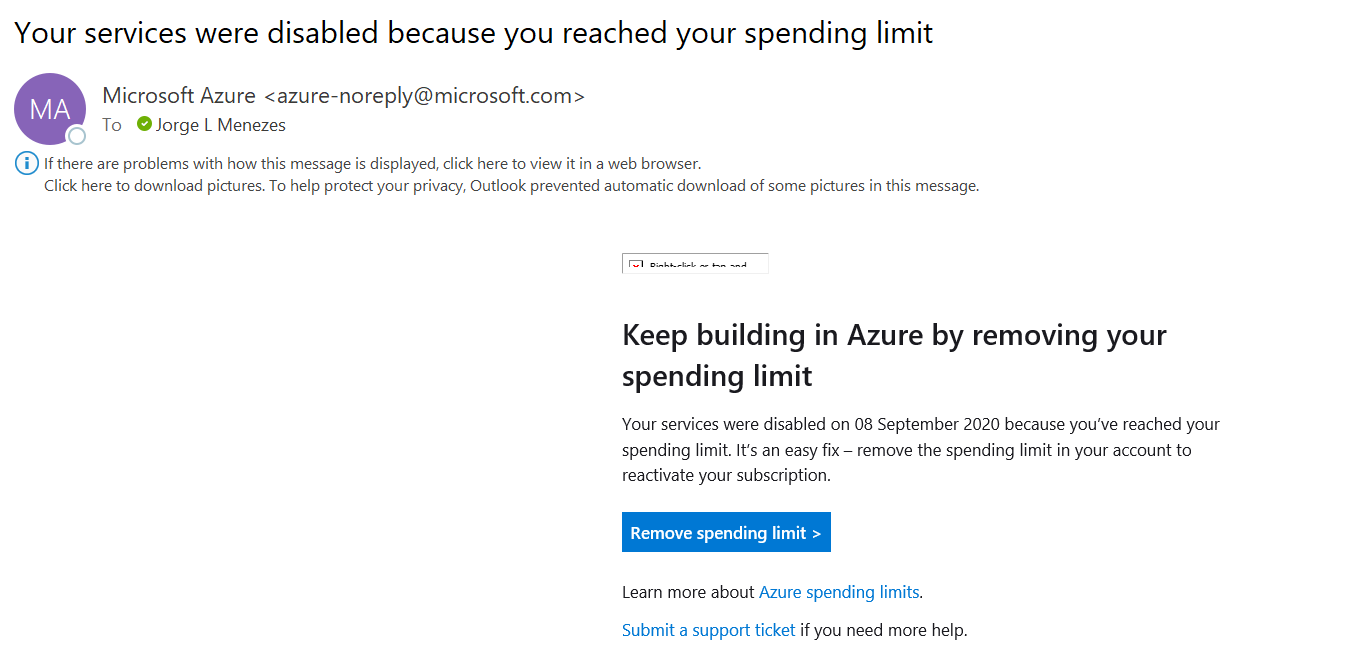 Your services were disabled because you reached your spending limit
MA
Microsoft Azure <azure-noreply@microsoft.com>
To Jorge L Menezes
If there are problems with how this message is displayed, click here to view it in a web browser.
Click here to download pictures. To help protect your privacy, Outlook prevented automatic download of some pictures in this message.
Right-click or tap and
Keep building in Azure by removing your
spending limit
Your services were disabled on 08 September 2020 because you’ve reached your
spending limit. It’s an easy fix – remove the spending limit in your account to
reactivate your subscription.
Remove spending limit >
Learn more about Azure spending limits.
Submit a support ticket if you need more help.